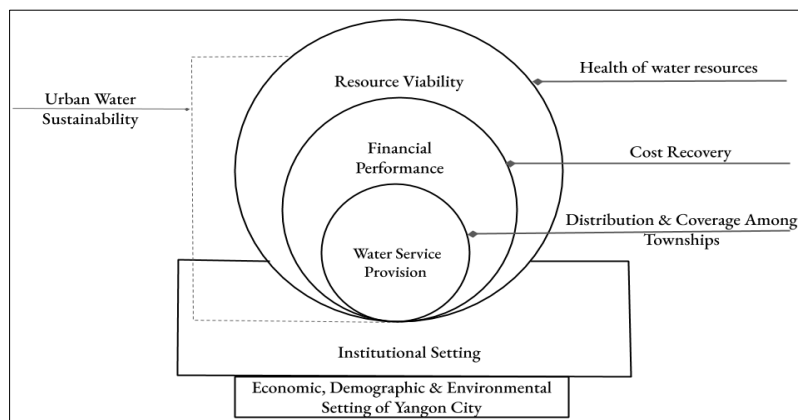 Resource Viability
Health of water resources
Urban Water
Sustainability
Financial
Performance
Cost Recovery
Distribution & Coverage Among
Townships
Water Service
Provision
Institutional Setting
Economic, Demographic & Environmental
Setting of Yangon City